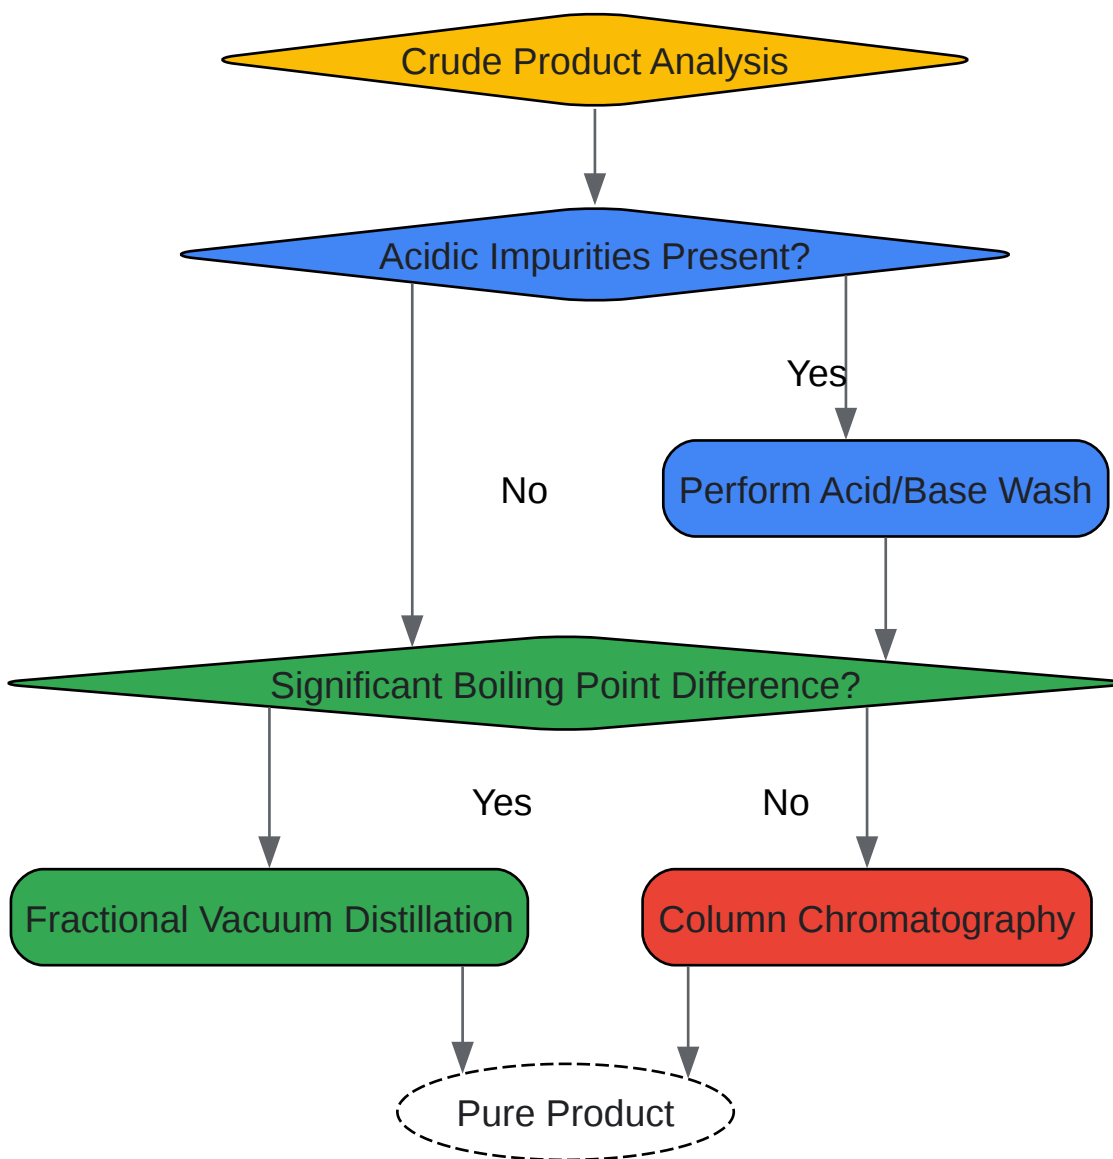 Crude Product Analysis
Acidic Impurities Present?
Yes
No
Perform Acid/Base Wash
Significant Boiling Point Difference?
Yes
No
Fractional Vacuum Distillation
Column Chromatography
Pure Product